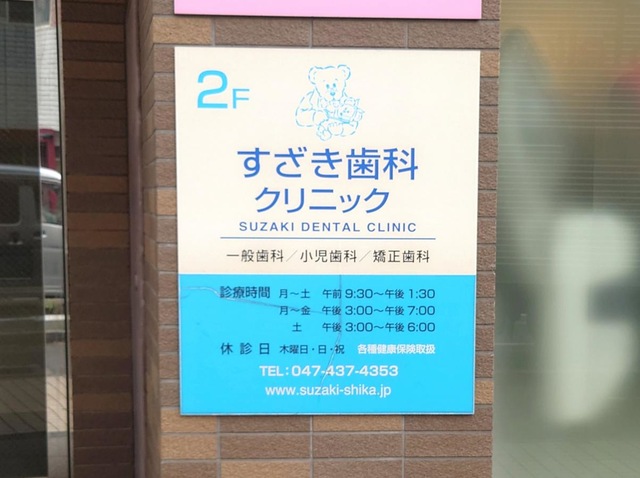 2F
すざき歯科
クリニック
SUZAKI DENTAL CLINIC
一般歯科／小児歯科／矯正歯科
診療時間 月～土 午前 9:30～午後 1:30
月～金 午後 3:00～午後 7:00
土 午後 3:00～午後 6:00
休診日 木曜日・日・祝 各種健康保険取扱
TEL:047-437-4353
www.suzaki-shika.jp